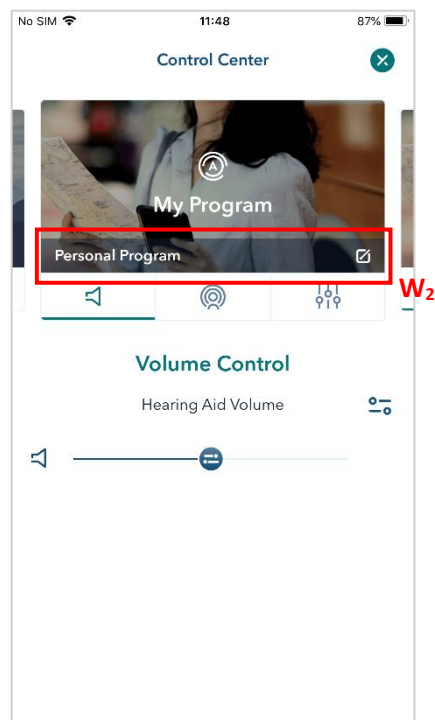 No SIM 11:48 87%
Control Center
A
My Program
Personal Program
W2
Volume Control
Hearing Aid Volume